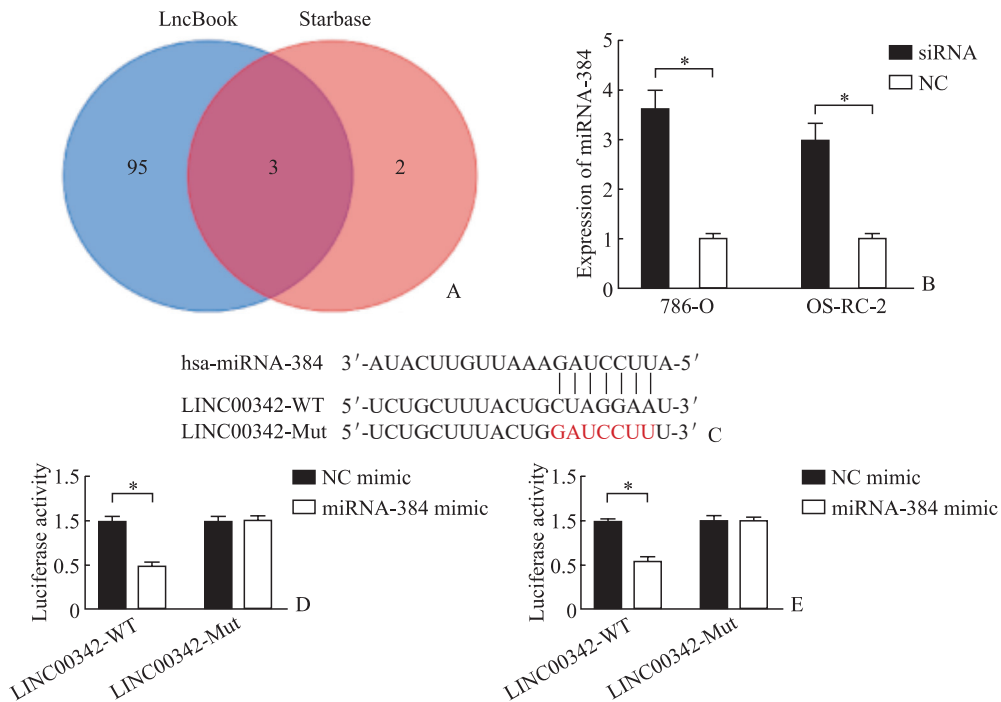 LncBook Starbase
95 3 2
A
Expression of miRNA-384
5
4
3
2
1
0
*
*
siRNA
NC
786-O OS-RC-2
B
hsa-miRNA-384 3′-AUACUUGUUAAAGAUCCUUA-5′
LINC00342-WT 5′-UCUGCUUUACUGCUAGGAAU-3′
LINC00342-Mut 5′-UCUGCUUUACUGGAUCCUUU-3′ C
Luciferase activity
1.5
1.5
0.5
0
*
NC mimic
miRNA-384 mimic
LINC00342-WT
LINC00342-Mut
D
Luciferase activity
1.5
1.5
0.5
0
*
NC mimic
miRNA-384 mimic
LINC00342-WT
LINC00342-Mut
E